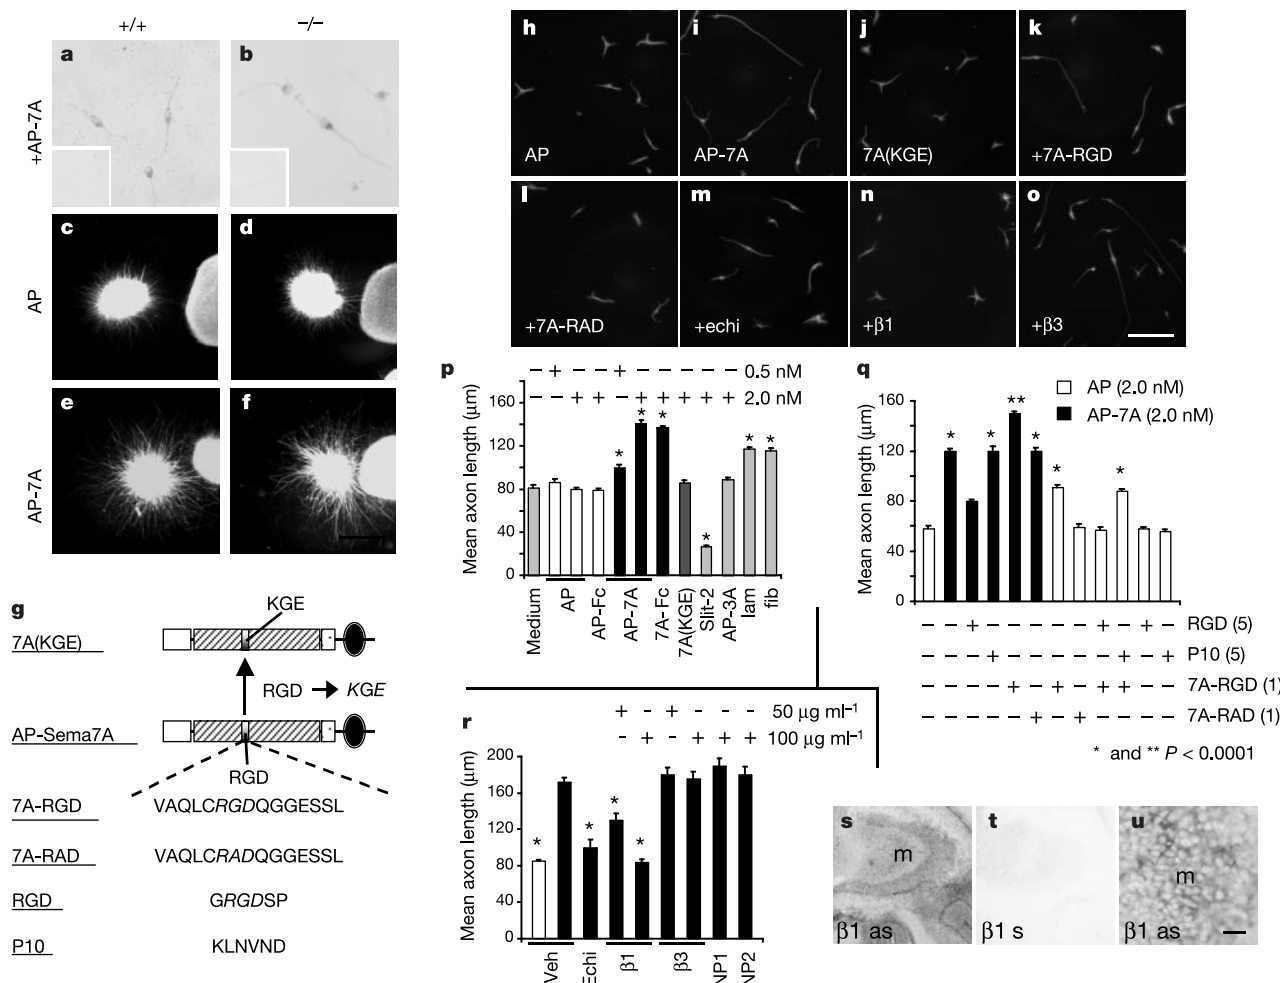 +/+ −/−
a b
+AP-7A
c d
AP
e f
AP-7A
g
KGE
7A(KGE)
RGD KGE
AP-Sema7A
RGD
7A-RGD VAQLCRGDQGGESSL
7A-RAD VAQLCRADQGGESSL
RGD GRGDSP
P10 KLNVND
h i j k
AP AP-7A 7A(KGE) +7A-RGD
l m n o
+7A-RAD +echi +β1 +β3
p
− + − − + − − − − − − 0.5 nM
− − + + − + + + + + 2.0 nM
Mean axon length (μm)
160
120
80
40
0
* * * * * *
Medium AP AP-Fc AP-7A 7A-Fc 7A(KGE) Slit-2 AP-3A lam fib
q
AP (2.0 nM)
AP-7A (2.0 nM)
Mean axon length (μm)
160
120
80
40
0
* * ** * * *
− − + − − − − − + − + − RGD (5)
− − − + − − − − − + − + P10 (5)
− − − − + − + − + + − − 7A-RGD (1)
− − − − − + − + − − − − 7A-RAD (1)
* and ** P < 0.0001
r
+ − + − − − 50 μg ml⁻¹
− + − + + + 100 μg ml⁻¹
Mean axon length (μm)
200
160
120
80
40
0
* * * *
Veh Echi β1 β3 NP1 NP2
s t u
m m
β1 as β1 s β1 as